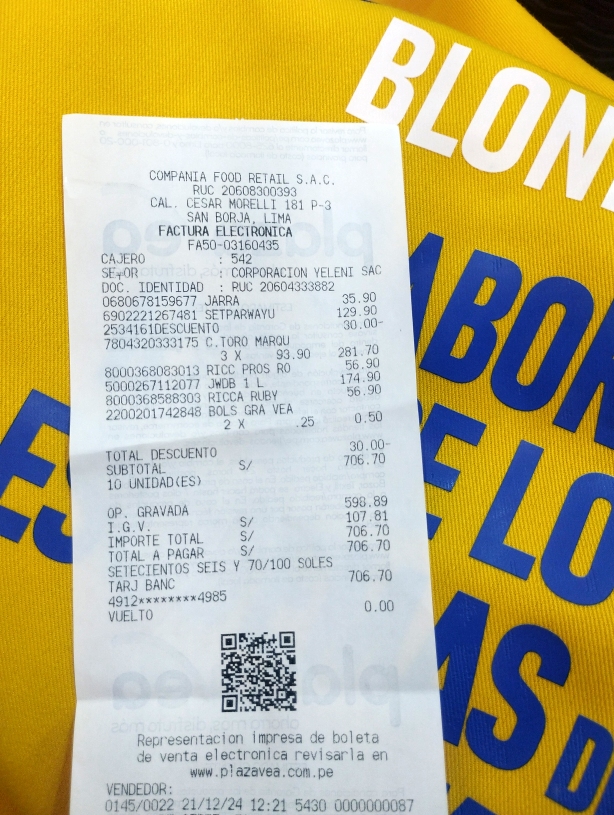 BLON
COMPANIA FOOD RETAIL S.A.C.
RUC 20608300393
CAL. CESAR MORELLI 181 P-3
SAN BORJA, LIMA
FACTURA ELECTRONICA
FA50-03160435
CAJERO : 542
SE¬OR : CORPORACION YELENI SAC
DOC. IDENTIDAD : RUC 20604333882
0680678159677 JARRA 35.90
6902221267481 SETPARWAYU 129.90
2534161DESCUENTO 30.00-
7804320333175 C.TORO MARQU
3 X 93.90 281.70
8000368083013 RICC PROS RO 56.90
5000267112077 JWDB 1 L 174.90
8000368588303 RICCA RUBY 56.90
2200201742848 BOLS GRA VEA
2 X .25 0.50
TOTAL DESCUENTO 30.00-
SUBTOTAL S/ 706.70
10 UNIDAD(ES)
OP. GRAVADA 598.89
I.G.V. S/ 107.81
IMPORTE TOTAL S/ 706.70
TOTAL A PAGAR S/ 706.70
SETECIENTOS SEIS Y 70/100 SOLES
TARJ BANC 706.70
4912********4985
VUELTO 0.00
Representacion impresa de boleta
de venta electronica revisarla en
www.plazavea.com.pe
VENDEDOR:
0145/0022 21/12/24 12:21 5430 0000000087
ABON
ES
E LO
AS D